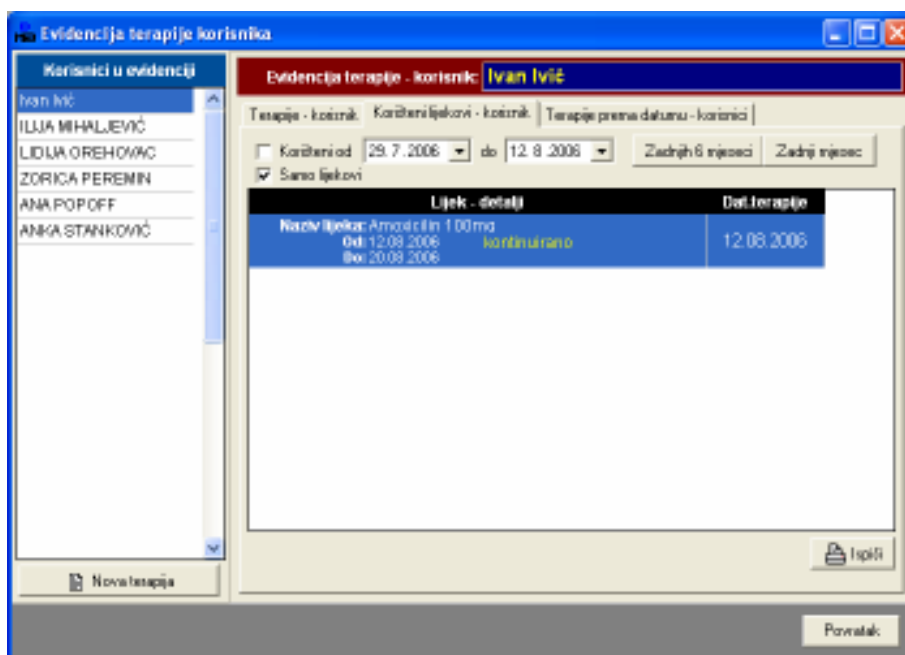 Evidencija terapije korisnika
Korisnici u evidenciji
Ivan Ivić
ILIJA MIHALJEVIĆ
LIDIJA OREHOVAC
ZORICA PEREMIN
ANA POPOFF
ANKA STANKOVIĆ
Nova terapija
Evidencija terapije - korisnik: Ivan Ivić
Terapije - korisnik Korišteni lijekovi - korisnik Terapije prema datumu - korisnici
Korišteni od 29. 7. 2006 do 12. 8. 2006 Zadnjih 6 mjeseci Zadnji mjesec
Samo lijekovi
Lijek - detalji Dat.terapije
Naziv lijeka: Amoxicilin 100mg
Od: 12.08.2006 kontinuirano 12.08.2006
Do: 20.08.2006
Ispiši
Povratak